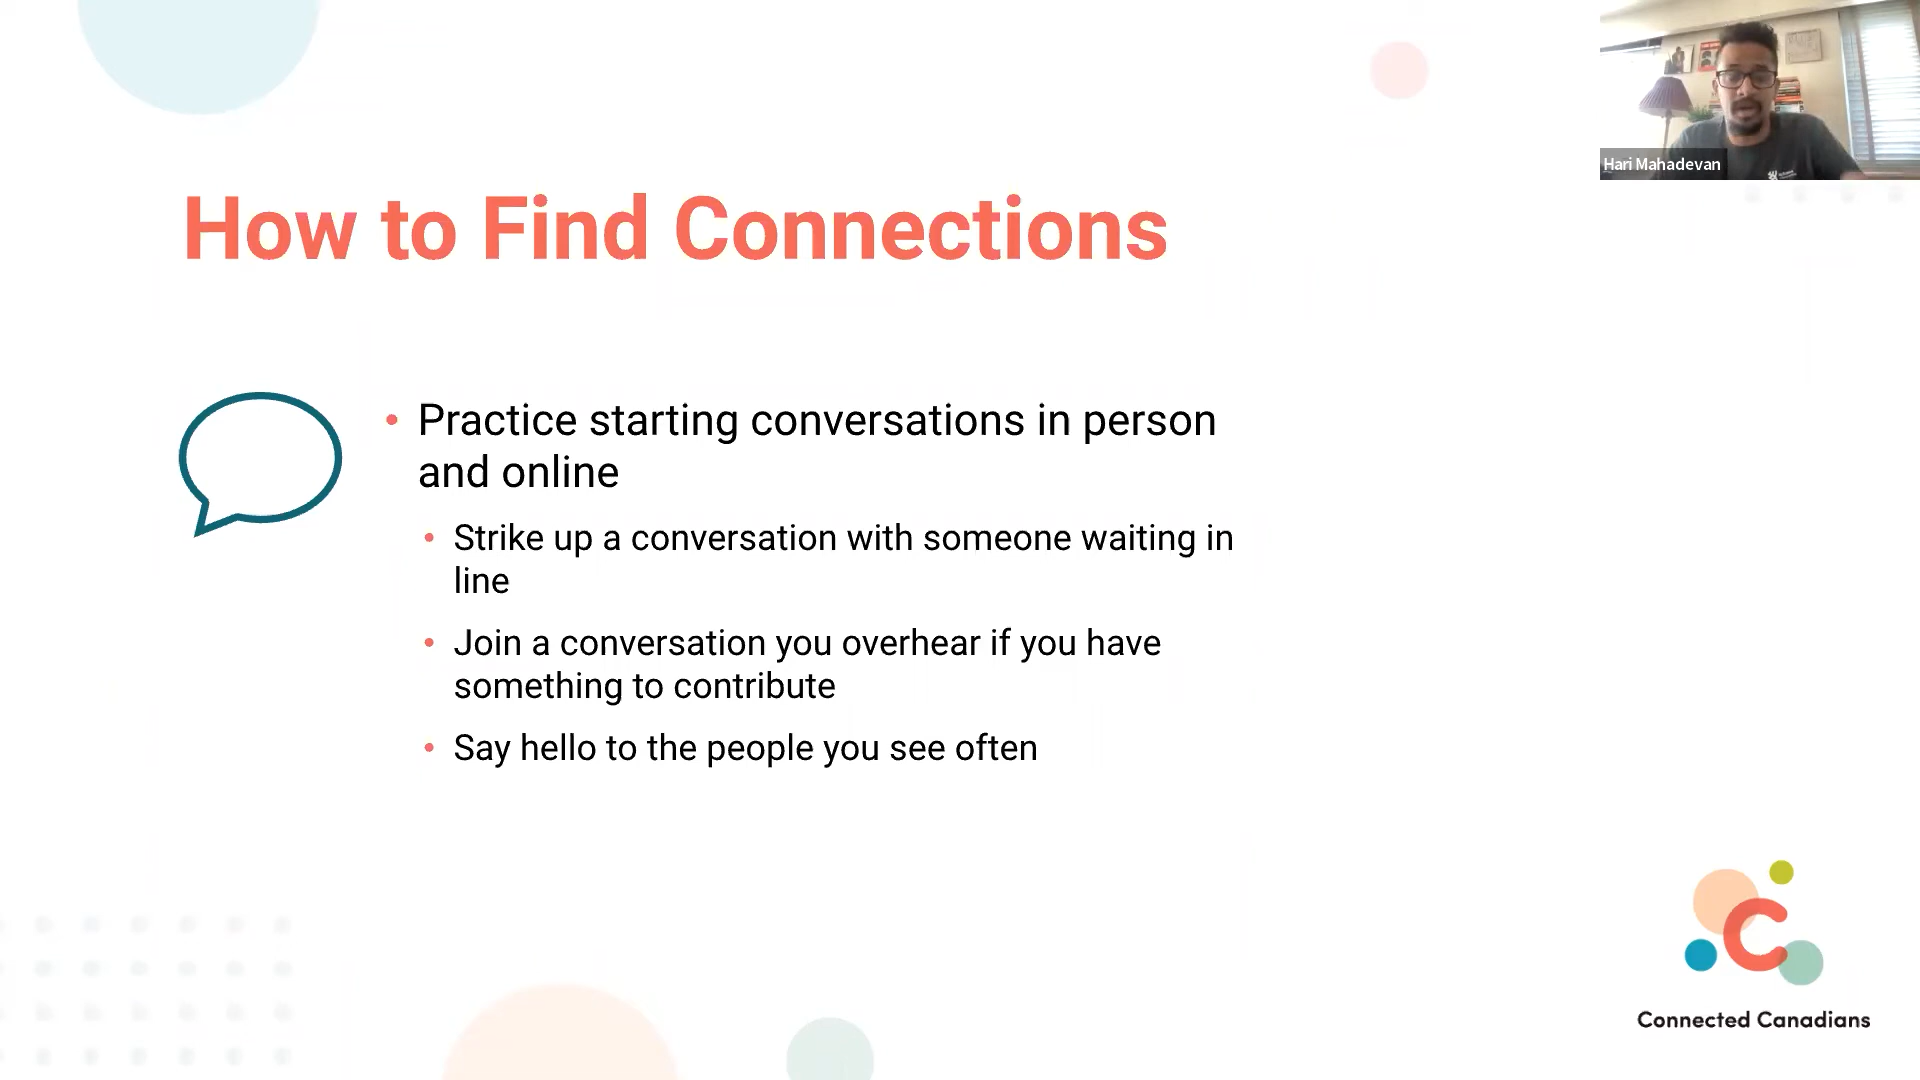 Hari Mahadevan
How to Find Connections
• Practice starting conversations in person
and online
• Strike up a conversation with someone waiting in
line
• Join a conversation you overhear if you have
something to contribute
• Say hello to the people you see often
Connected Canadians